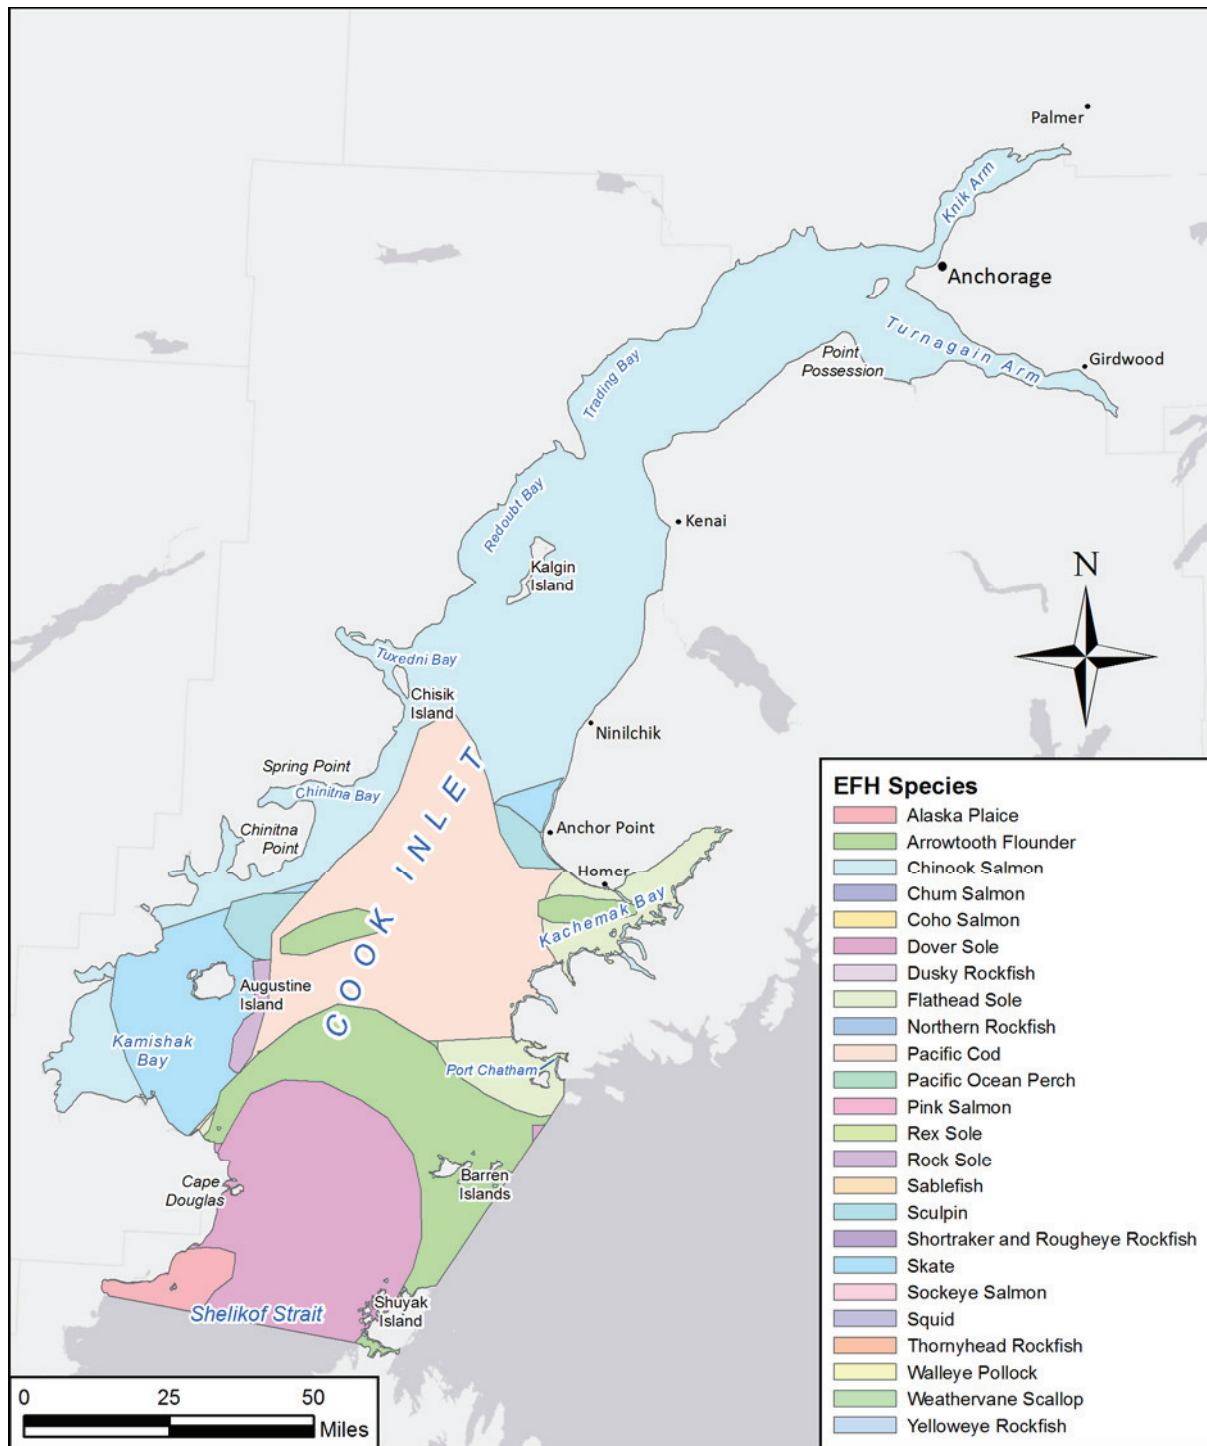 Palmer
Knik Arm
Anchorage
Turnagain Arm
Girdwood
Point
Possession
Trading Bay
Redoubt Bay
Kenai
Kalgin
Island
N
Tuxedni Bay
Chisik
Island
Ninilchik
Spring Point
Chinitna Bay
Chinitna
Point
COOK INLET
Anchor Point
Homer
Kachemak Bay
Augustine
Island
Kamishak
Bay
Port Chatham
Cape
Douglas
Barren
Islands
Shelikof Strait
Shuyak
Island
0 25 50
Miles
EFH Species
Alaska Plaice
Arrowtooth Flounder
Chinook Salmon
Chum Salmon
Coho Salmon
Dover Sole
Dusky Rockfish
Flathead Sole
Northern Rockfish
Pacific Cod
Pacific Ocean Perch
Pink Salmon
Rex Sole
Rock Sole
Sablefish
Sculpin
Shortraker and Rougheye Rockfish
Skate
Sockeye Salmon
Squid
Thornyhead Rockfish
Walleye Pollock
Weathervane Scallop
Yelloweye Rockfish